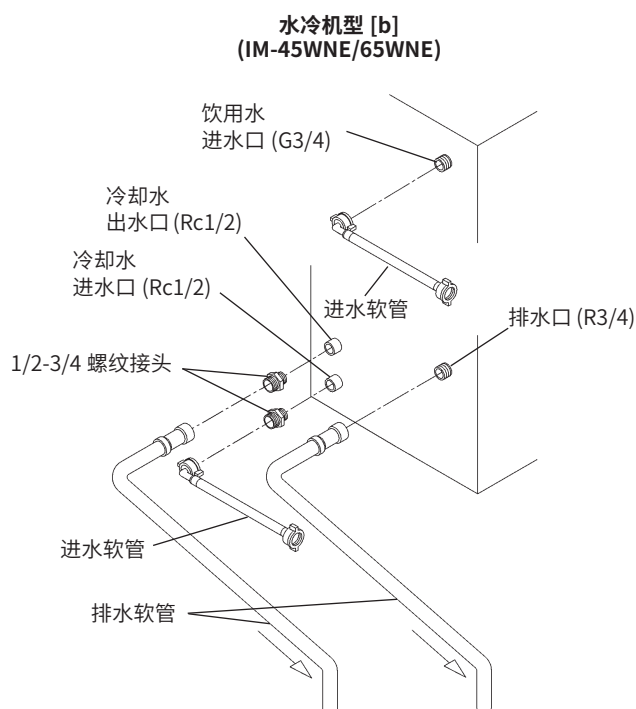 水冷机型 [b]
(IM-45WNE/65WNE)
饮用水
进水口 (G3/4)
冷却水
出水口 (Rc1/2)
冷却水
进水口 (Rc1/2)
进水软管
排水口 (R3/4)
1/2-3/4 螺纹接头
进水软管
排水软管